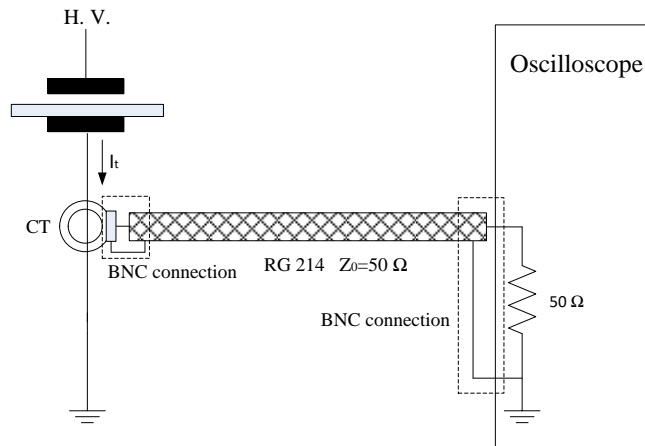 H. V.
Oscilloscope
It
CT
BNC connection
RG 214 Z0=50 Ω
BNC connection
50 Ω